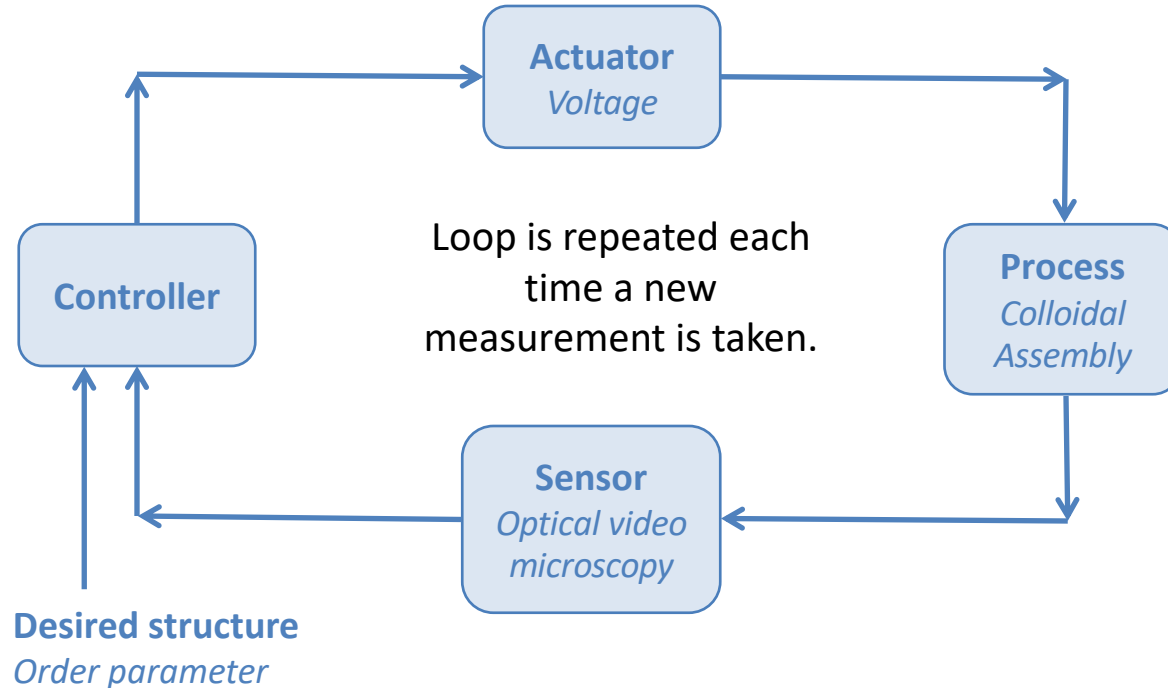 Actuator
Voltage
Controller
Loop is repeated each
time a new
measurement is taken.
Process
Colloidal
Assembly
Sensor
Optical video
microscopy
Desired structure
Order parameter